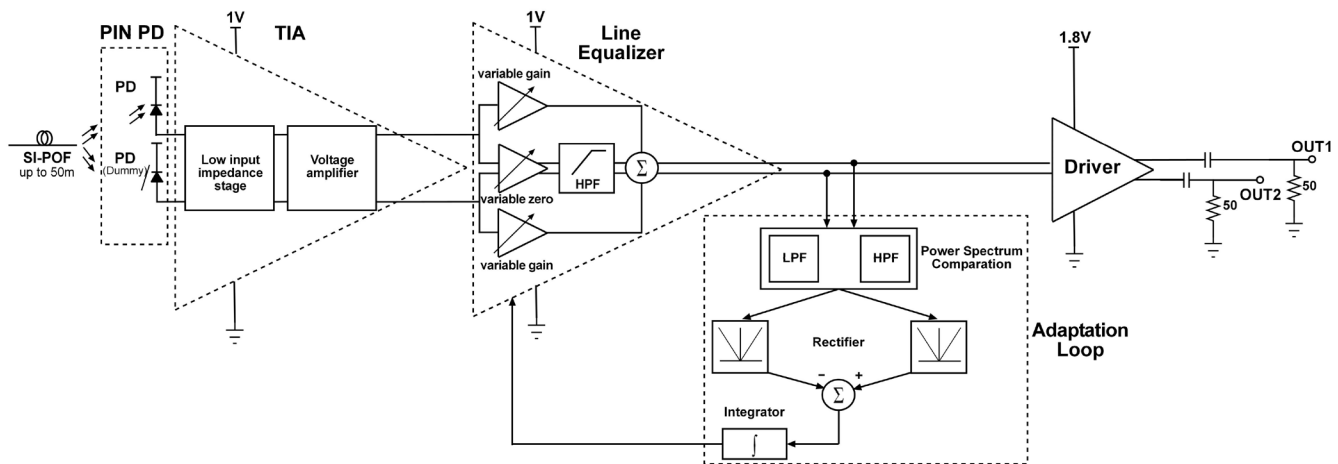 PIN PD
1V
TIA
1V
Line
Equalizer
1.8V
PD
variable gain
SI-POF
up to 50m
PD
(Dummy)
Low input
impedance
stage
Voltage
amplifier
HPF
Σ
variable zero
variable gain
Driver
OUT1
50
OUT2
50
LPF
HPF
Power Spectrum
Comparation
Rectifier
Adaptation
Loop
− +
Σ
Integrator
∫